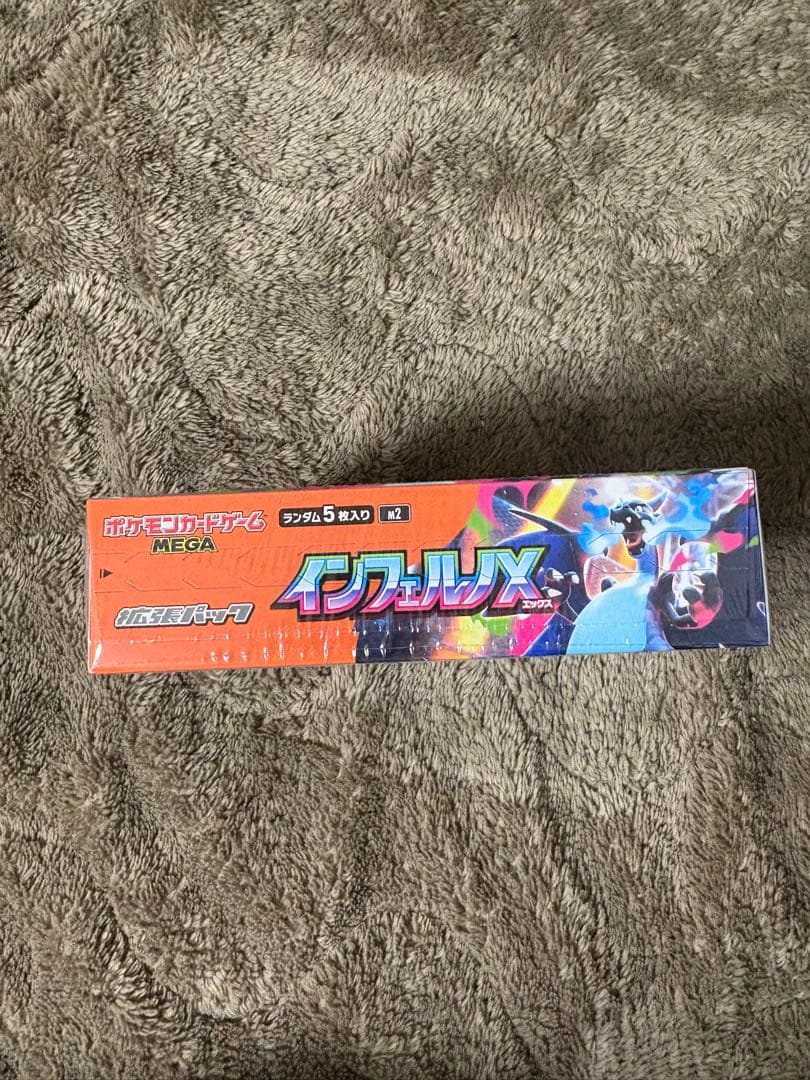 ポケモンカードゲーム
MEGA
ランダム5枚入り M2
インフェルノX
エックス
拡張パック